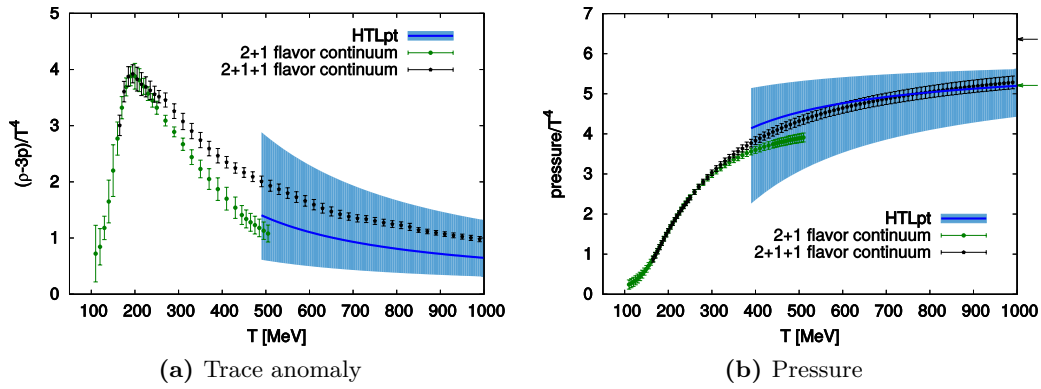 (ρ-3p)/T⁴
5
4
3
2
1
0
100 200 300 400 500 600 700 800 900 1000
T [MeV]
HTLpt
2+1 flavor continuum
2+1+1 flavor continuum
(a) Trace anomaly
pressure/T⁴
7
6
5
4
3
2
1
0
100 200 300 400 500 600 700 800 900 1000
T [MeV]
HTLpt
2+1 flavor continuum
2+1+1 flavor continuum
(b) Pressure